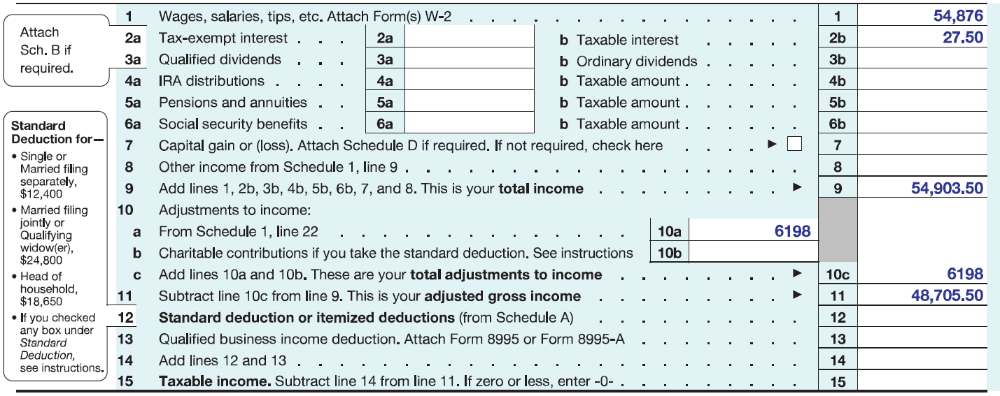 1 Wages, salaries, tips, etc. Attach Form(s) W-2 . . . . . . . . . . . . . . . . 1 54,876
Attach
Sch. B if
required.
2a Tax-exempt interest . . . 2a b Taxable interest . . . . . 2b 27.50
3a Qualified dividends . . . 3a b Ordinary dividends . . . . . 3b
4a IRA distributions . . . . 4a b Taxable amount . . . . . . 4b
5a Pensions and annuities . . 5a b Taxable amount . . . . . . 5b
6a Social security benefits . . 6a b Taxable amount . . . . . . 6b
Standard
Deduction for—
• Single or
Married filing
separately,
$12,400
• Married filing
jointly or
Qualifying
widow(er),
$24,800
• Head of
household,
$18,650
• If you checked
any box under
Standard
Deduction,
see instructions.
7 Capital gain or (loss). Attach Schedule D if required. If not required, check here . . . . ► 7
8 Other income from Schedule 1, line 9 . . . . . . . . . . . . . . . . . . . 8
9 Add lines 1, 2b, 3b, 4b, 5b, 6b, 7, and 8. This is your total income . . . . . . . . . ► 9 54,903.50
10 Adjustments to income:
a From Schedule 1, line 22 . . . . . . . . . . . . . . 10a 6198
b Charitable contributions if you take the standard deduction. See instructions 10b
c Add lines 10a and 10b. These are your total adjustments to income . . . . . . . . ► 10c 6198
11 Subtract line 10c from line 9. This is your adjusted gross income . . . . . . . . . ► 11 48,705.50
12 Standard deduction or itemized deductions (from Schedule A) . . . . . . . . . . 12
13 Qualified business income deduction. Attach Form 8995 or Form 8995-A . . . . . . . . 13
14 Add lines 12 and 13 . . . . . . . . . . . . . . . . . . . . . . . . 14
15 Taxable income. Subtract line 14 from line 11. If zero or less, enter -0- . . . . . . . . . 15